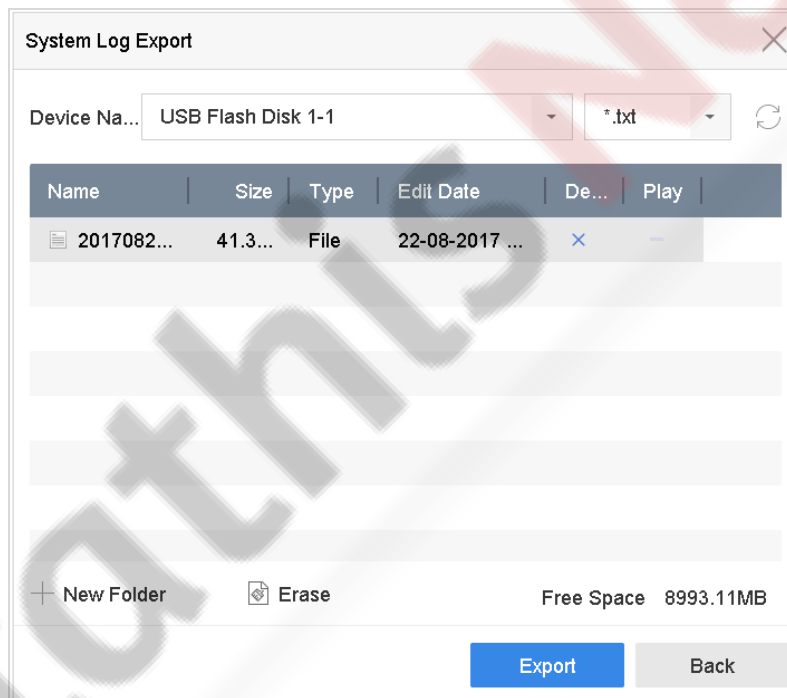 System Log Export
Device Na... USB Flash Disk 1-1 *.txt
Name Size Type Edit Date De... Play
2017082... 41.3... File 22-08-2017 ...
New Folder Erase Free Space 8993.11MB
Export Back